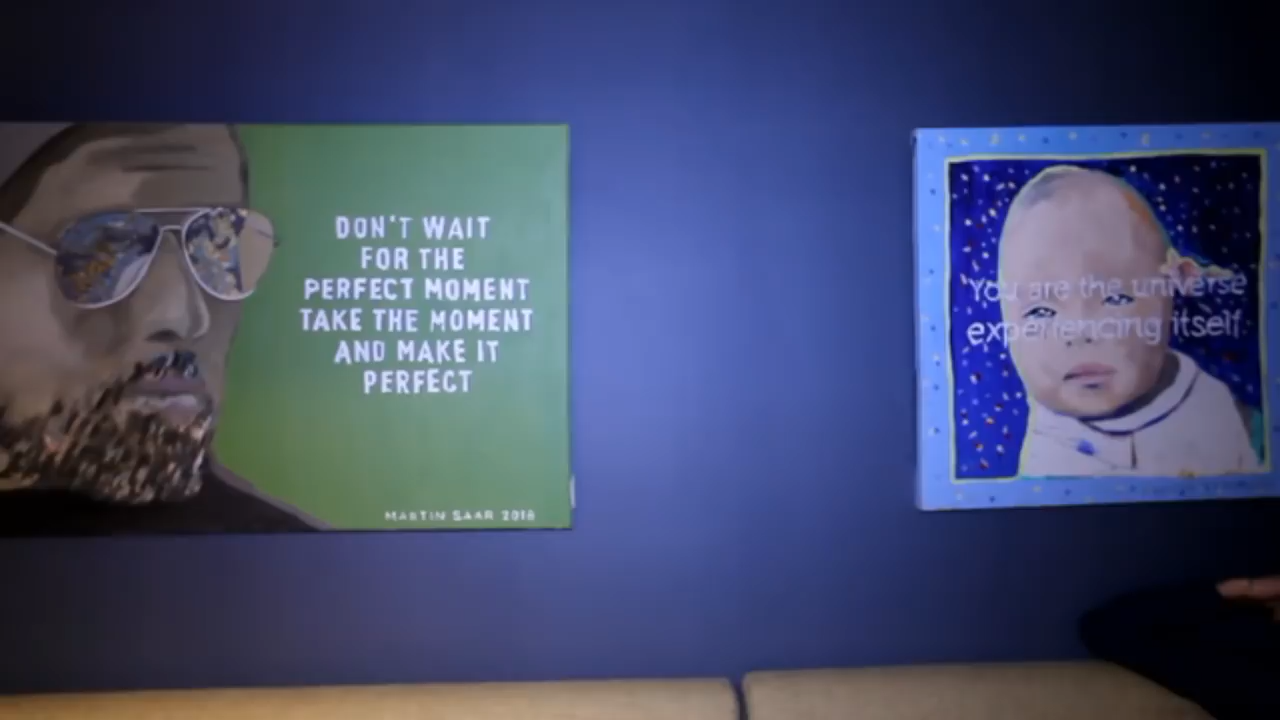 DON'T WAIT
FOR THE
PERFECT MOMENT
TAKE THE MOMENT
AND MAKE IT
PERFECT
MARTIN SAAR 2016
You are the universe
experiencing itself.